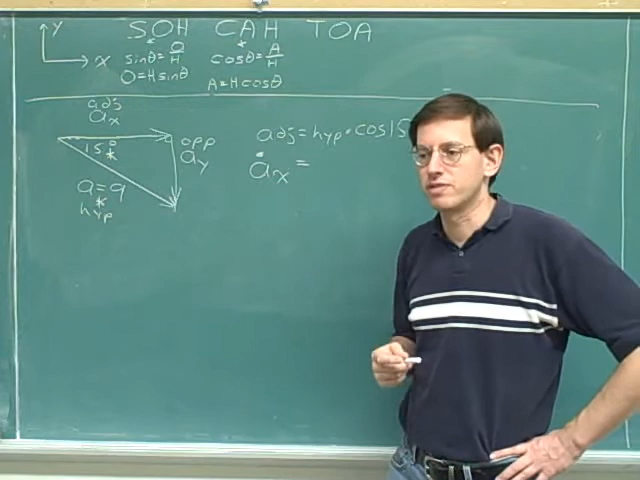 Y
X
SOH CAH TOA
sinθ = O/H cosθ = A/H
O = H sinθ A = H cosθ
adj
ax
15°
opp
ay
a = 9
hyp
adj = hyp · cos15
ax =